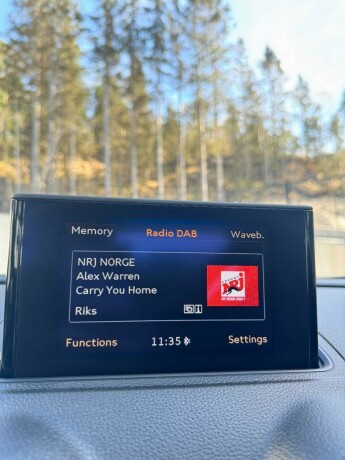 Memory Radio DAB Waveb.
NRJ NORGE
Alex Warren
Carry You Home
NRJ
Riks
Functions 11:35 Settings